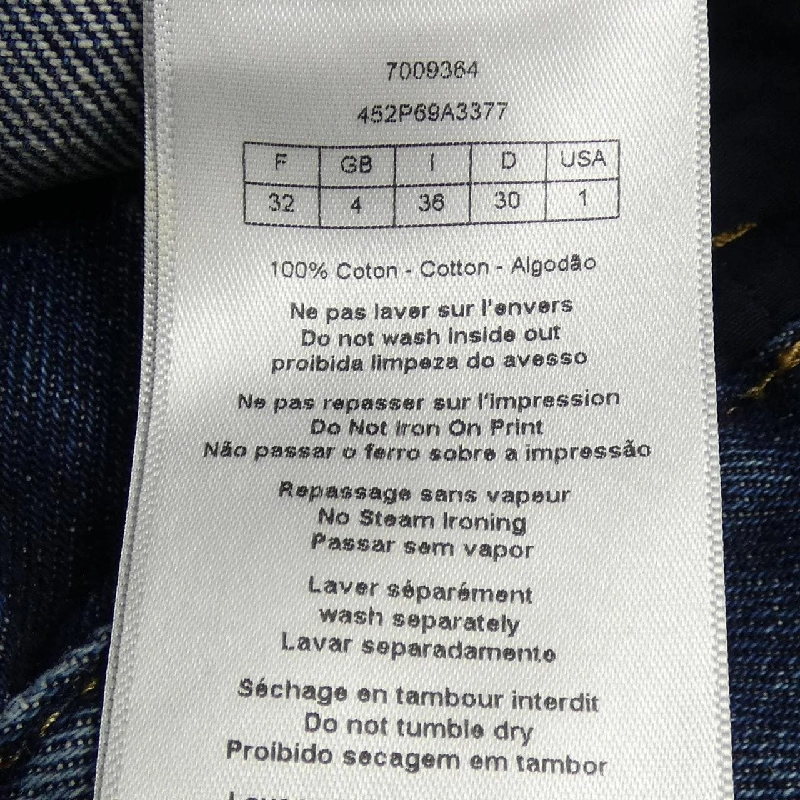 7009364
452P69A3377
F GB I D USA
32 4 36 30 1
100% Coton - Cotton - Algodão
Ne pas laver sur l'envers
Do not wash inside out
proibida limpeza do avesso
Ne pas repasser sur l'impression
Do Not Iron On Print
Não passar o ferro sobre a impressão
Repassage sans vapeur
No Steam Ironing
Passar sem vapor
Laver séparément
wash separately
Lavar separadamente
Séchage en tambour interdit
Do not tumble dry
Proibido secagem em tambor